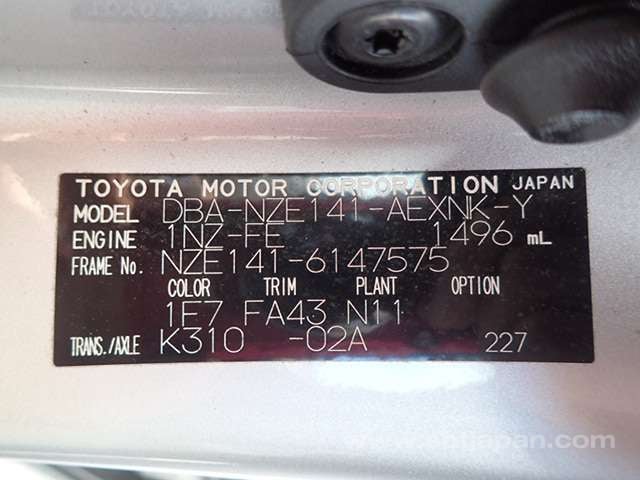 TOYOTA MOTOR CORPORATION JAPAN
MODEL DBA-NZE141-AEXNK-Y
ENGINE 1NZ-FE 1496 mL
FRAME No. NZE141-6147575
COLOR TRIM PLANT OPTION
1E7 FA43 N11
TRANS./AXLE K310 -02A 227